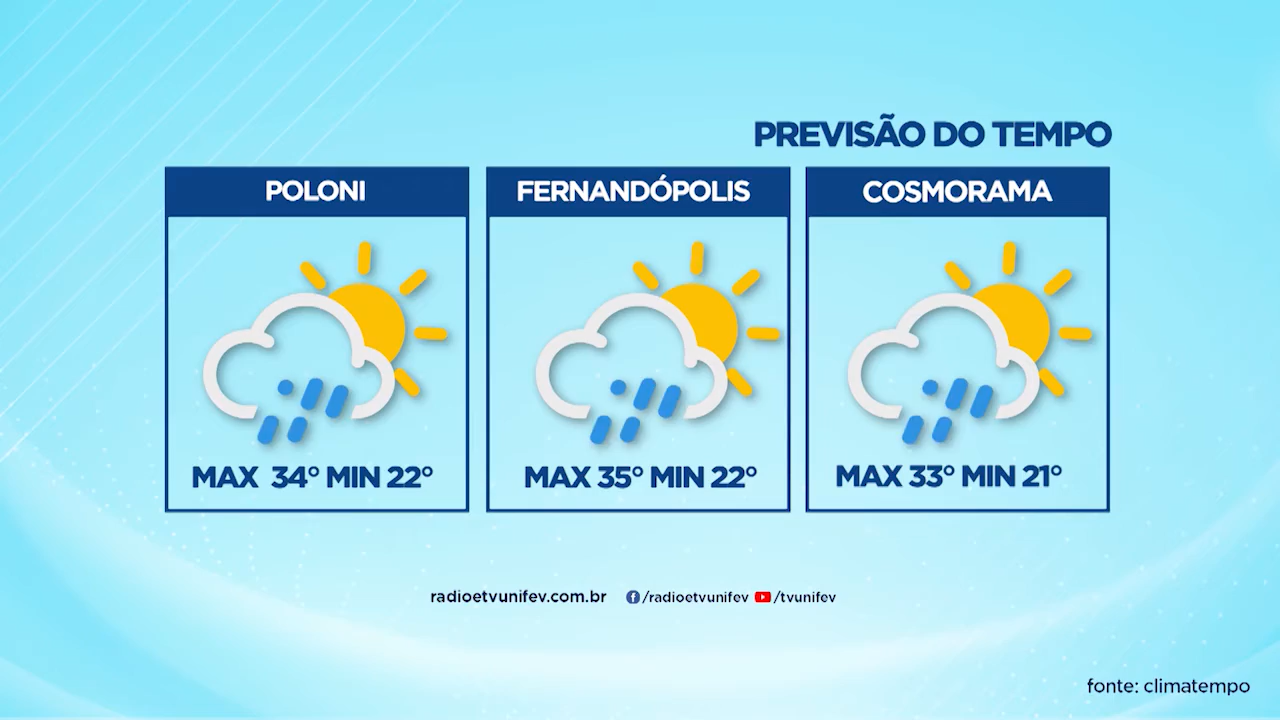 PREVISÃO DO TEMPO
POLONI
MAX 34° MIN 22°
FERNANDÓPOLIS
MAX 35° MIN 22°
COSMORAMA
MAX 33° MIN 21°
radioetvunifev.com.br /radioetvunifev /tvunifev
fonte: climatempo